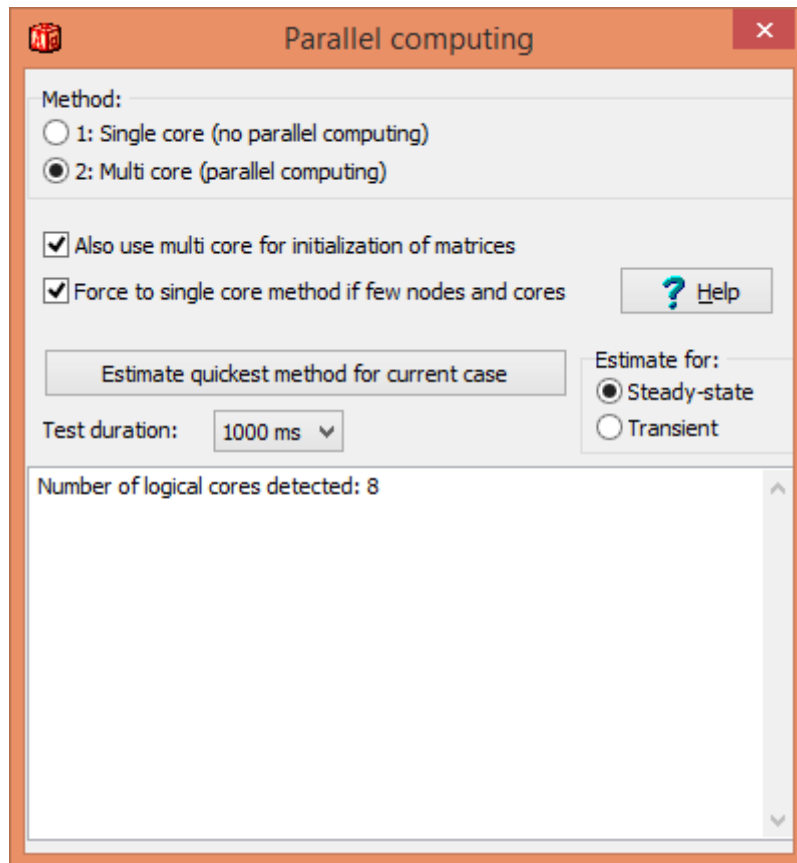 Parallel computing
Method:
1: Single core (no parallel computing)
2: Multi core (parallel computing)
Also use multi core for initialization of matrices
Force to single core method if few nodes and cores
? Help
Estimate quickest method for current case
Estimate for:
Steady-state
Transient
Test duration:
1000 ms
Number of logical cores detected: 8